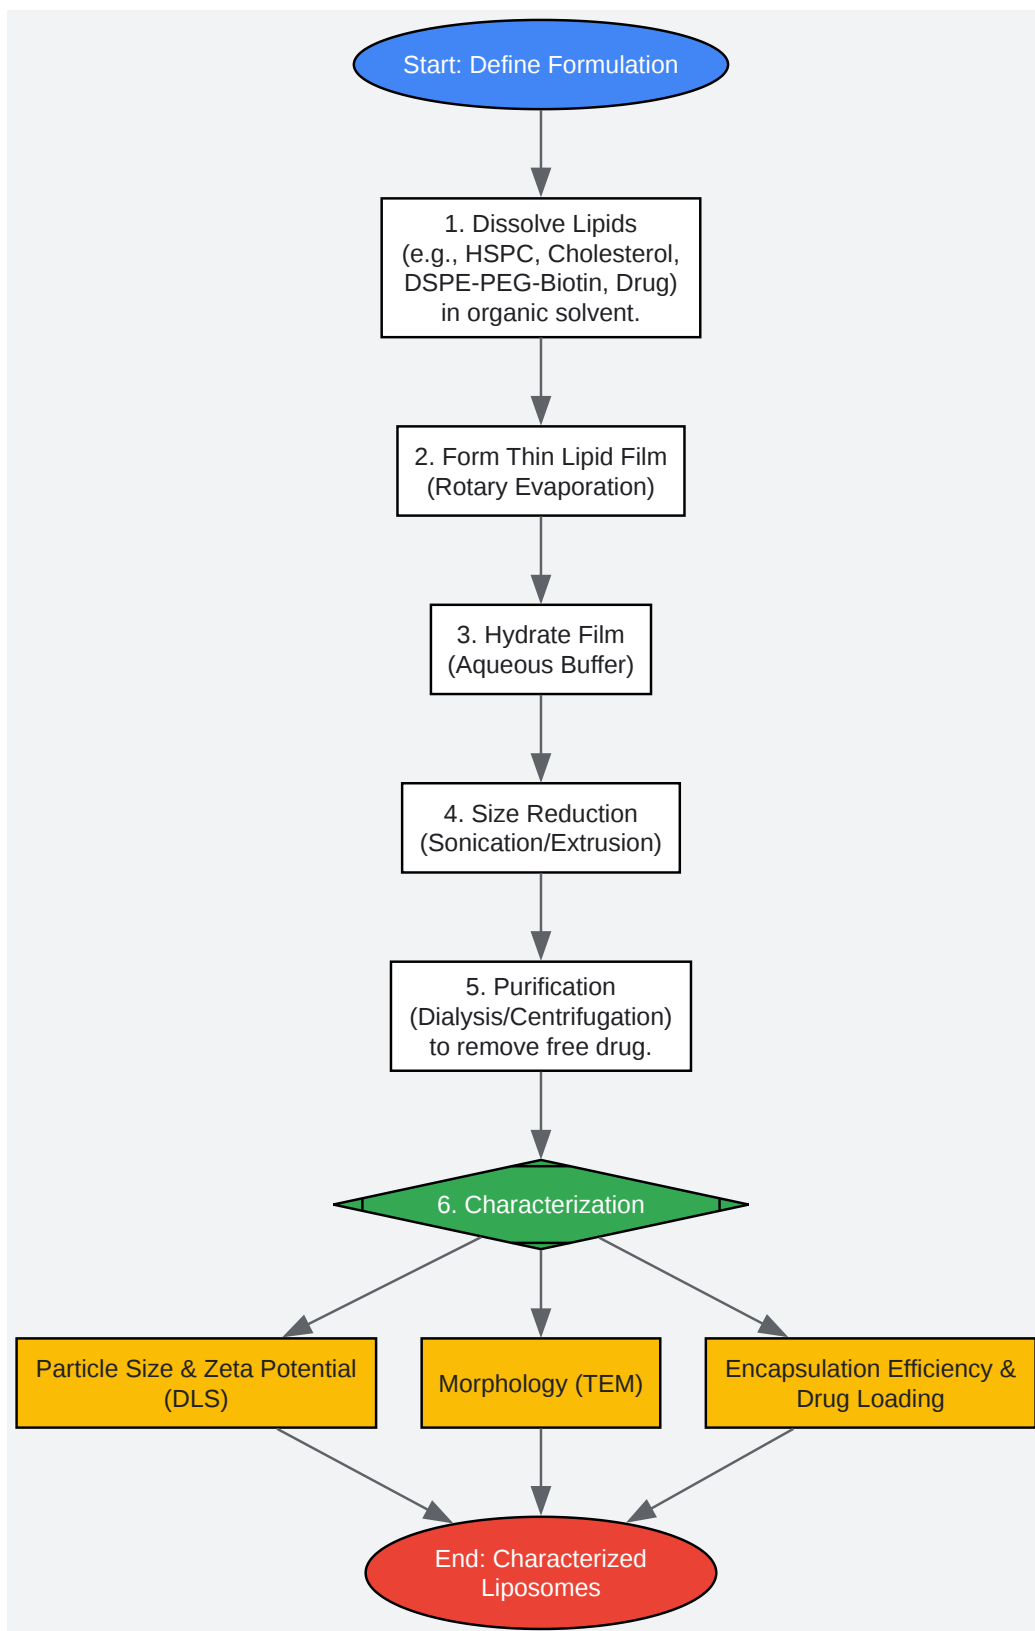 Start: Define Formulation
1. Dissolve Lipids
(e.g., HSPC, Cholesterol,
DSPE-PEG-Biotin, Drug)
in organic solvent.
2. Form Thin Lipid Film
(Rotary Evaporation)
3. Hydrate Film
(Aqueous Buffer)
4. Size Reduction
(Sonication/Extrusion)
5. Purification
(Dialysis/Centrifugation)
to remove free drug.
6. Characterization
Particle Size & Zeta Potential
(DLS)
Morphology (TEM)
Encapsulation Efficiency &
Drug Loading
End: Characterized
Liposomes